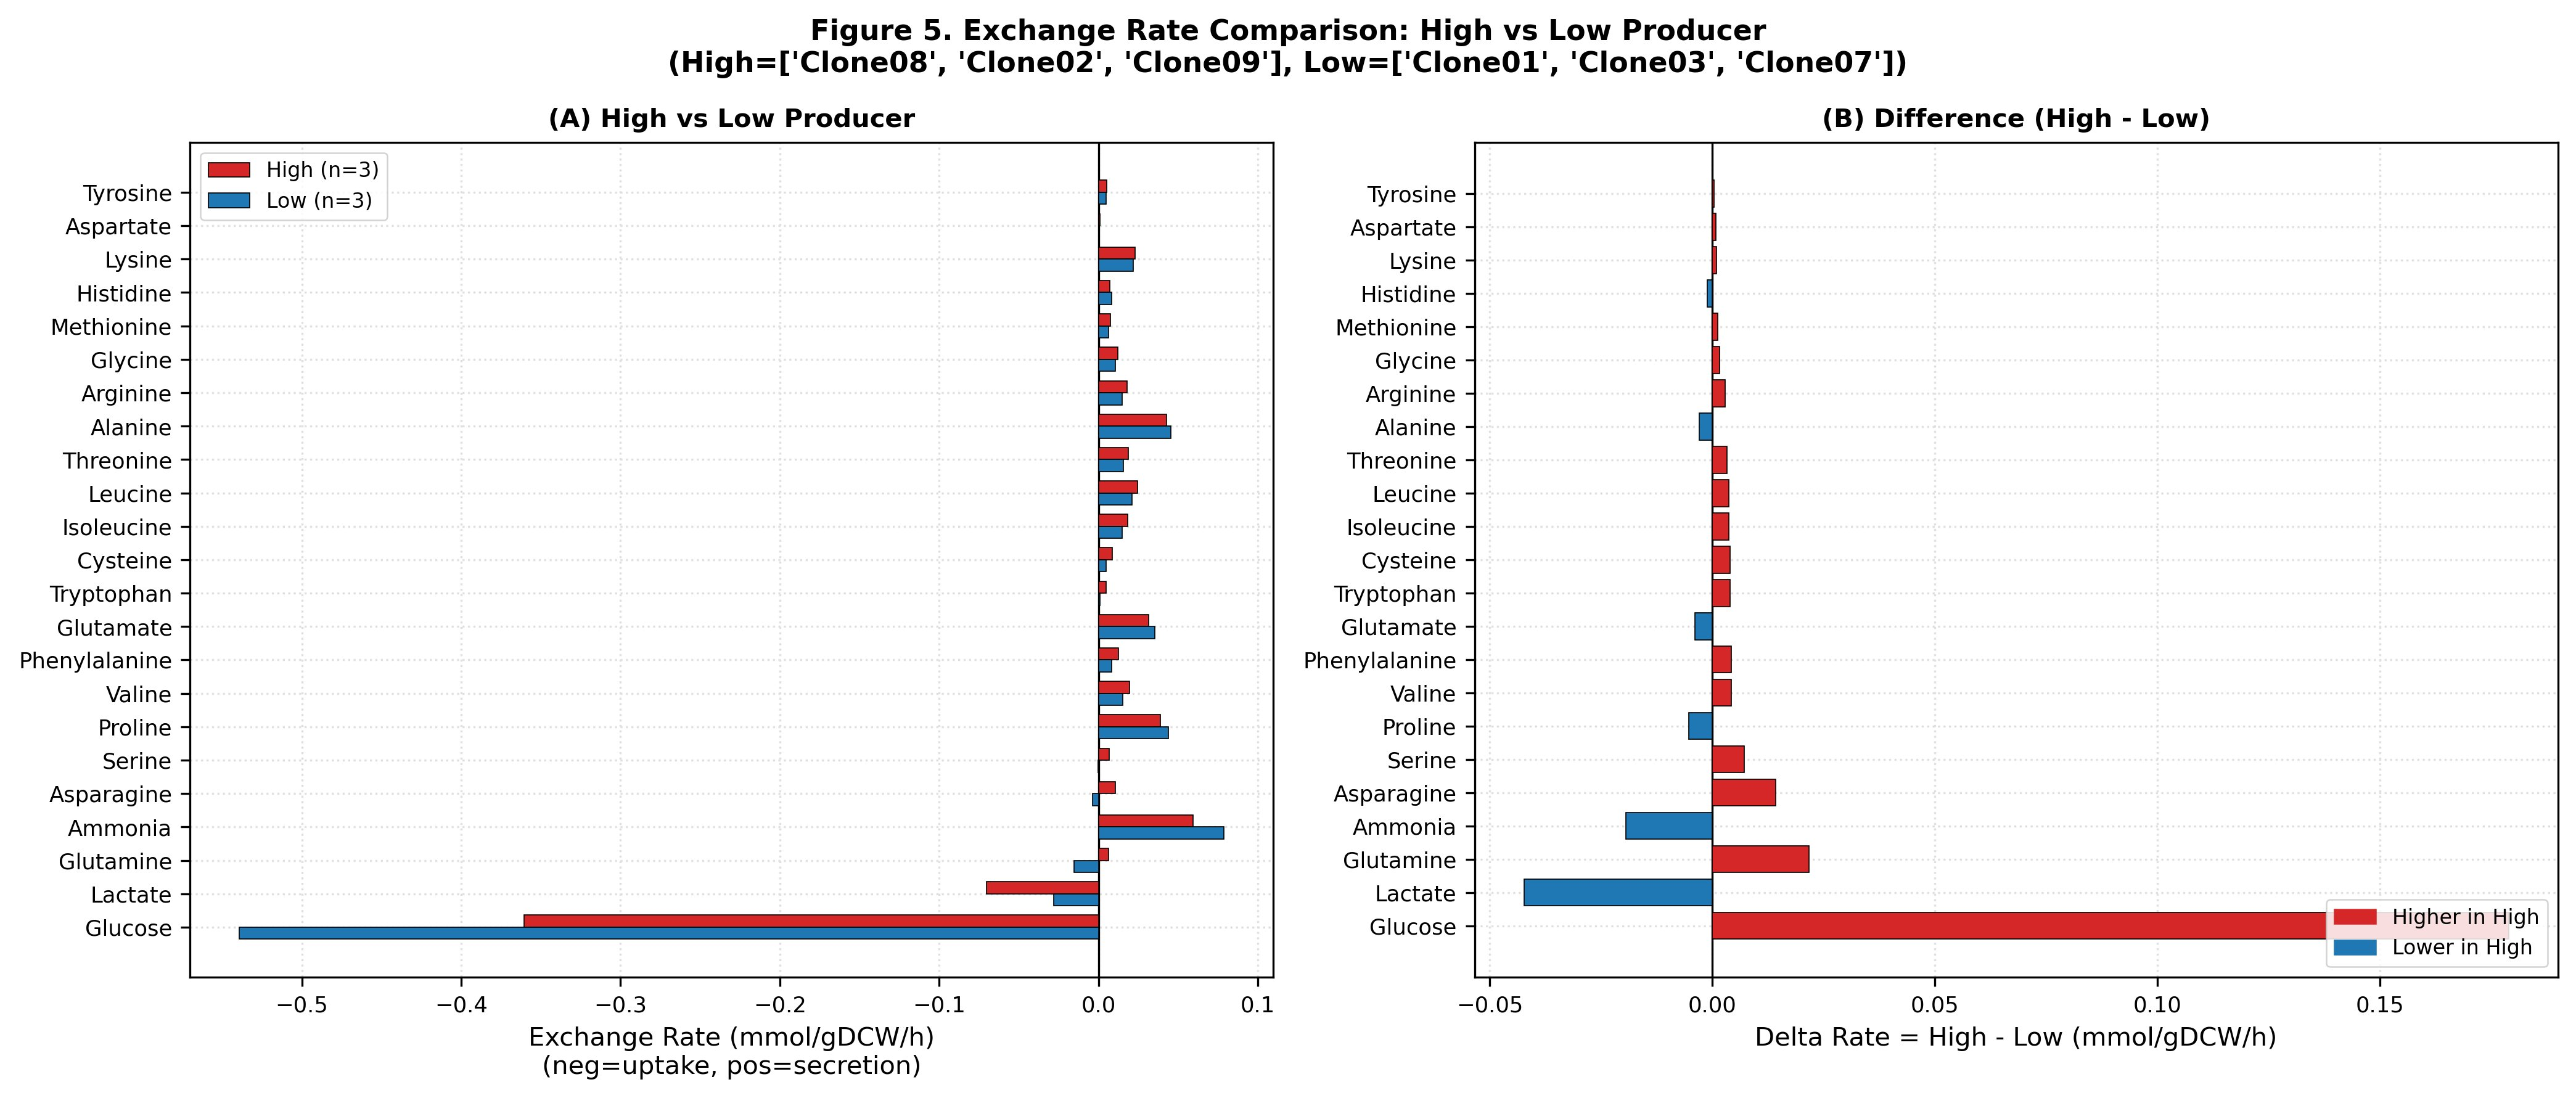 Figure 5. Exchange Rate Comparison: High vs Low Producer
(High=['Clone08', 'Clone02', 'Clone09'], Low=['Clone01', 'Clone03', 'Clone07'])
(A) High vs Low Producer
High (n=3)
Low (n=3)
Tyrosine
Aspartate
Lysine
Histidine
Methionine
Glycine
Arginine
Alanine
Threonine
Leucine
Isoleucine
Cysteine
Tryptophan
Glutamate
Phenylalanine
Valine
Proline
Serine
Asparagine
Ammonia
Glutamine
Lactate
Glucose
−0.5 −0.4 −0.3 −0.2 −0.1 0.0 0.1
Exchange Rate (mmol/gDCW/h)
(neg=uptake, pos=secretion)
(B) Difference (High - Low)
Tyrosine
Aspartate
Lysine
Histidine
Methionine
Glycine
Arginine
Alanine
Threonine
Leucine
Isoleucine
Cysteine
Tryptophan
Glutamate
Phenylalanine
Valine
Proline
Serine
Asparagine
Ammonia
Glutamine
Lactate
Glucose
Higher in High
Lower in High
−0.05 0.00 0.05 0.10 0.15
Delta Rate = High - Low (mmol/gDCW/h)